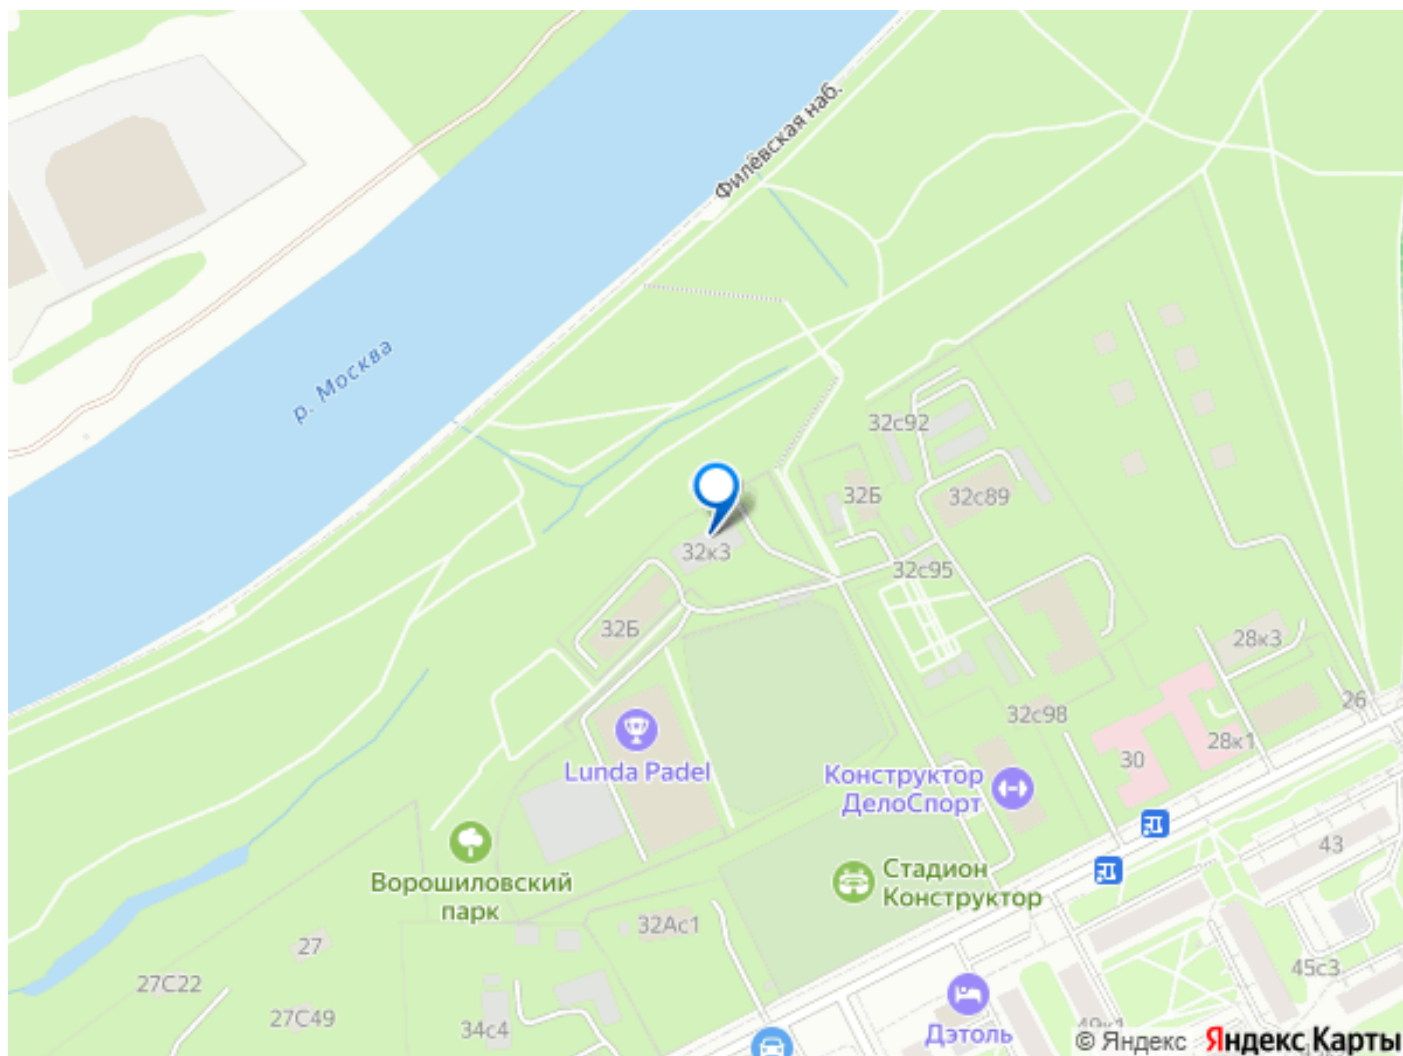 Филёвская наб.
р. Москва
32с92
32Б
32с89
32к3
32с95
32Б
28к3
26
32с98
28к1
30
Lunda Padel
Конструктор
ДелоСпорт
43
Ворошиловский
парк
Стадион
Конструктор
32Ас1
27
27С22
45с3
27С49
34с4
Дэтоль
49к1
© Яндекс Яндекс Карты